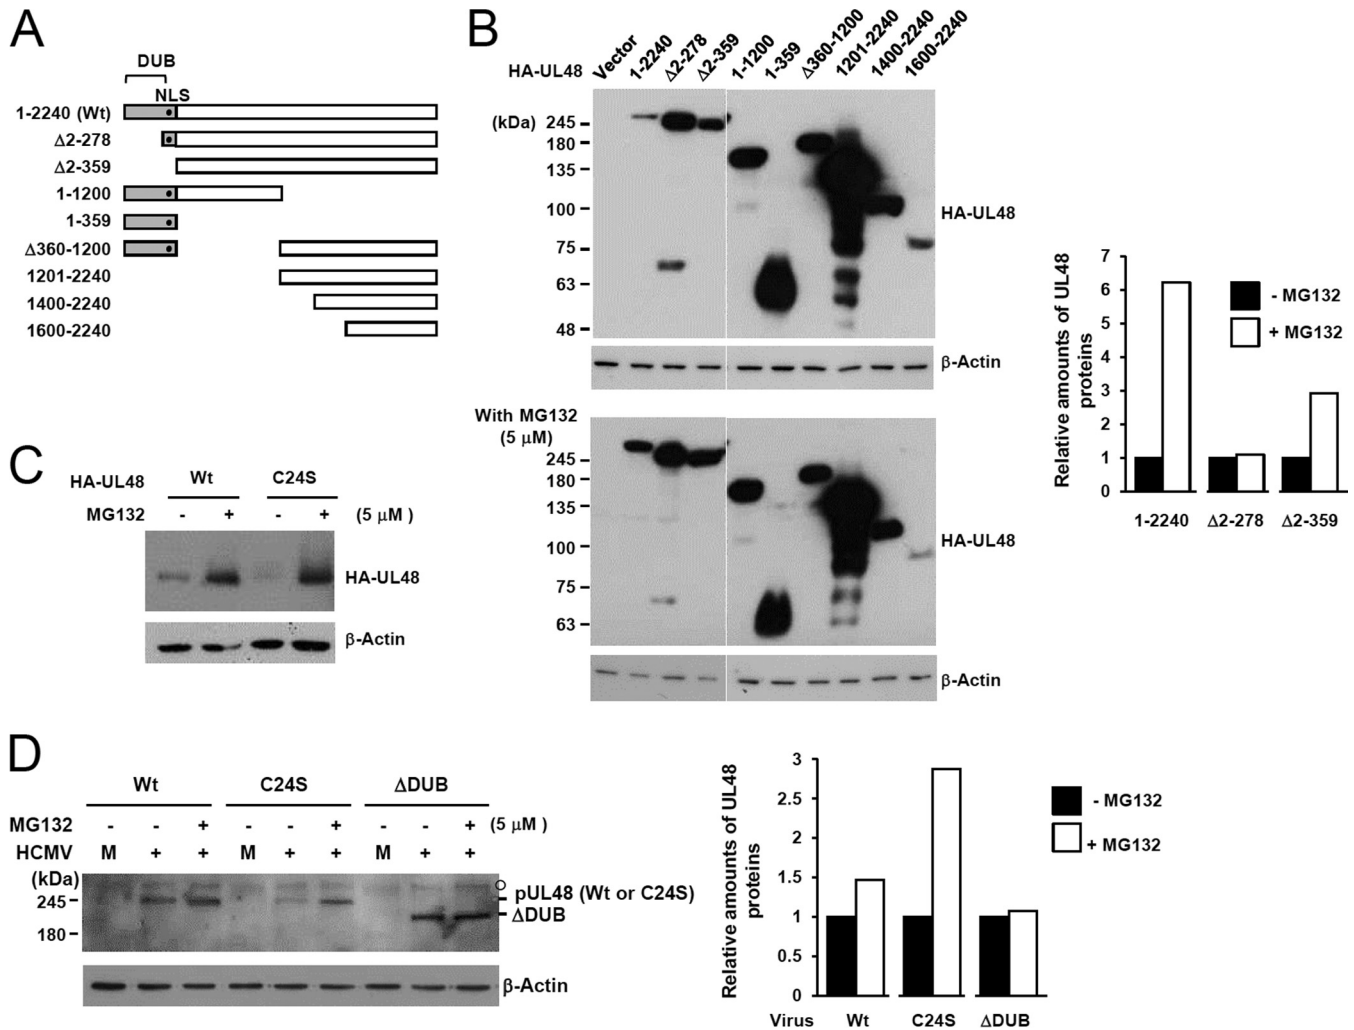 A
DUB
NLS
1-2240 (Wt)
Δ2-278
Δ2-359
1-1200
1-359
Δ360-1200
1201-2240
1400-2240
1600-2240
B
HA-UL48 Vector 1-2240 Δ2-278 Δ2-359 1-1200 1-359 Δ360-1200 1201-2240 1400-2240 1600-2240
(kDa) 245
180
135
100
75
63
48
HA-UL48
β-Actin
With MG132
(5 μM)
245
180
135
100
75
63
HA-UL48
β-Actin
Relative amounts of UL48
proteins
7
6
5
4
3
2
1
0
- MG132
+ MG132
1-2240 Δ2-278 Δ2-359
C
HA-UL48 Wt C24S
MG132 - + - + (5 μM )
HA-UL48
β-Actin
D
Wt C24S ΔDUB
MG132 - - + - - + - - + (5 μM )
HCMV M + + M + + M + +
(kDa)
245
180
pUL48 (Wt or C24S)
ΔDUB
β-Actin
Relative amounts of UL48
proteins
3
2.5
2
1.5
1
0.5
0
- MG132
+ MG132
Virus Wt C24S ΔDUB